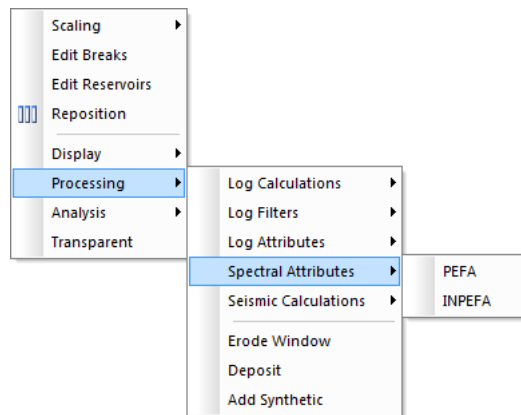 Scaling
Edit Breaks
Edit Reservoirs
Reposition
Display
Processing
Analysis
Transparent
Log Calculations
Log Filters
Log Attributes
Spectral Attributes
Seismic Calculations
Erode Window
Deposit
Add Synthetic
PEFA
INPEFA